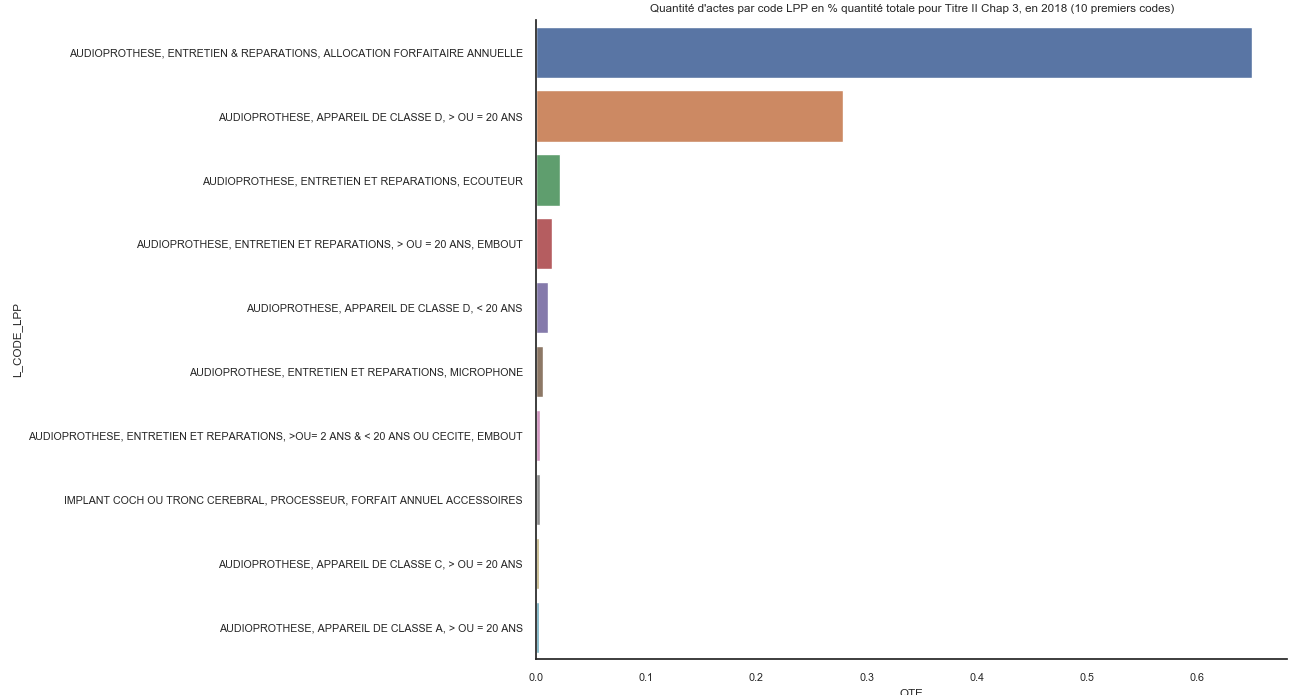 Quantité d'actes par code LPP en % quantité totale pour Titre II Chap 3, en 2018 (10 premiers codes)
AUDIOPROTHESE, ENTRETIEN & REPARATIONS, ALLOCATION FORFAITAIRE ANNUELLE
AUDIOPROTHESE, APPAREIL DE CLASSE D, > OU = 20 ANS
AUDIOPROTHESE, ENTRETIEN ET REPARATIONS, ECOUTEUR
AUDIOPROTHESE, ENTRETIEN ET REPARATIONS, > OU = 20 ANS, EMBOUT
AUDIOPROTHESE, APPAREIL DE CLASSE D, < 20 ANS
L_CODE_LPP
AUDIOPROTHESE, ENTRETIEN ET REPARATIONS, MICROPHONE
AUDIOPROTHESE, ENTRETIEN ET REPARATIONS, >OU= 2 ANS & < 20 ANS OU CECITE, EMBOUT
IMPLANT COCH OU TRONC CEREBRAL, PROCESSEUR, FORFAIT ANNUEL ACCESSOIRES
AUDIOPROTHESE, APPAREIL DE CLASSE C, > OU = 20 ANS
AUDIOPROTHESE, APPAREIL DE CLASSE A, > OU = 20 ANS
0.0 0.1 0.2 0.3 0.4 0.5 0.6
QTE